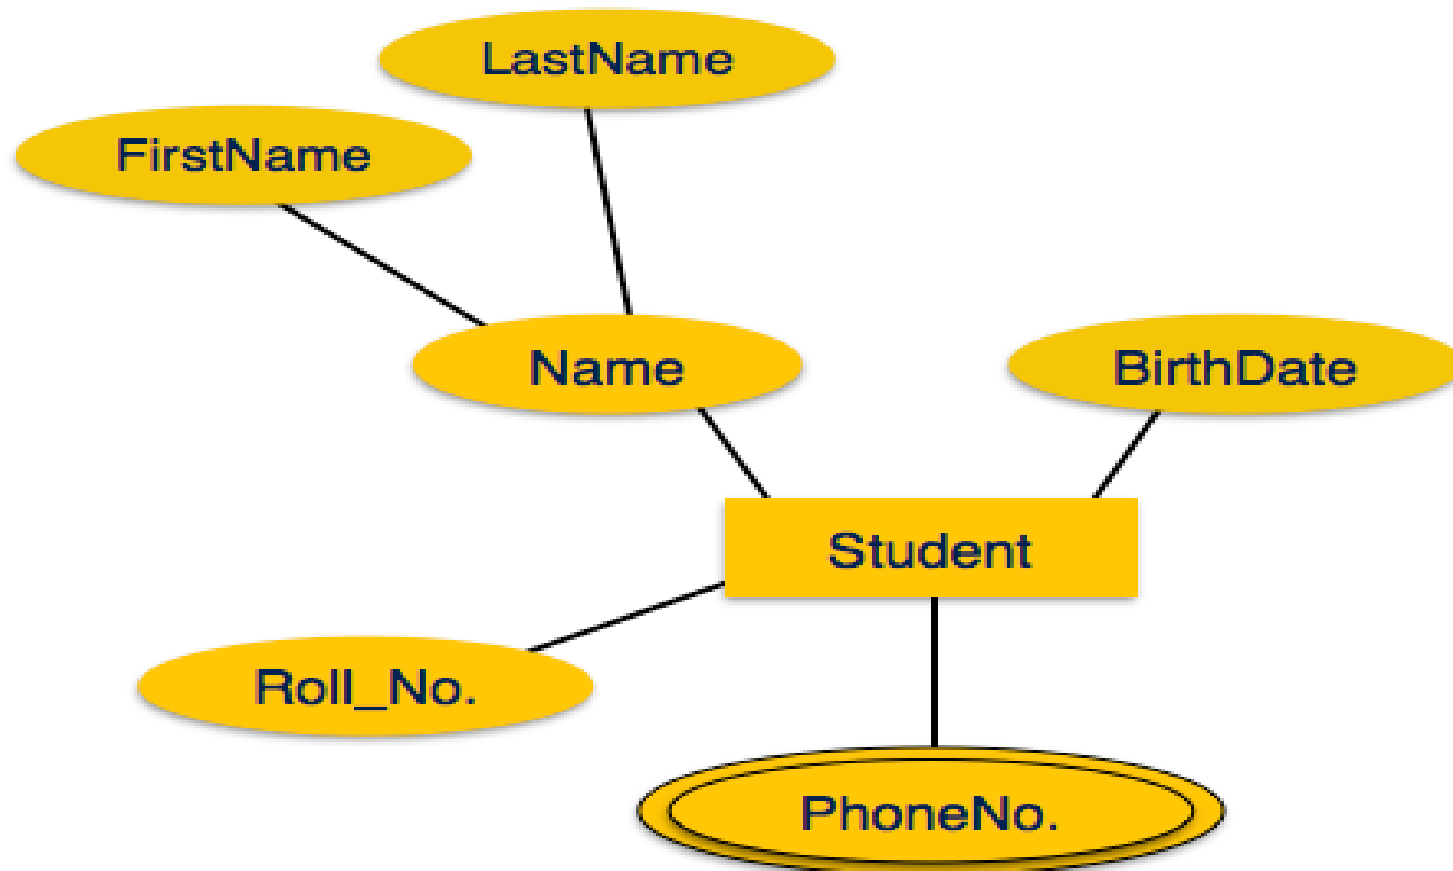 LastName
FirstName
Name
BirthDate
Student
Roll_No.
PhoneNo.